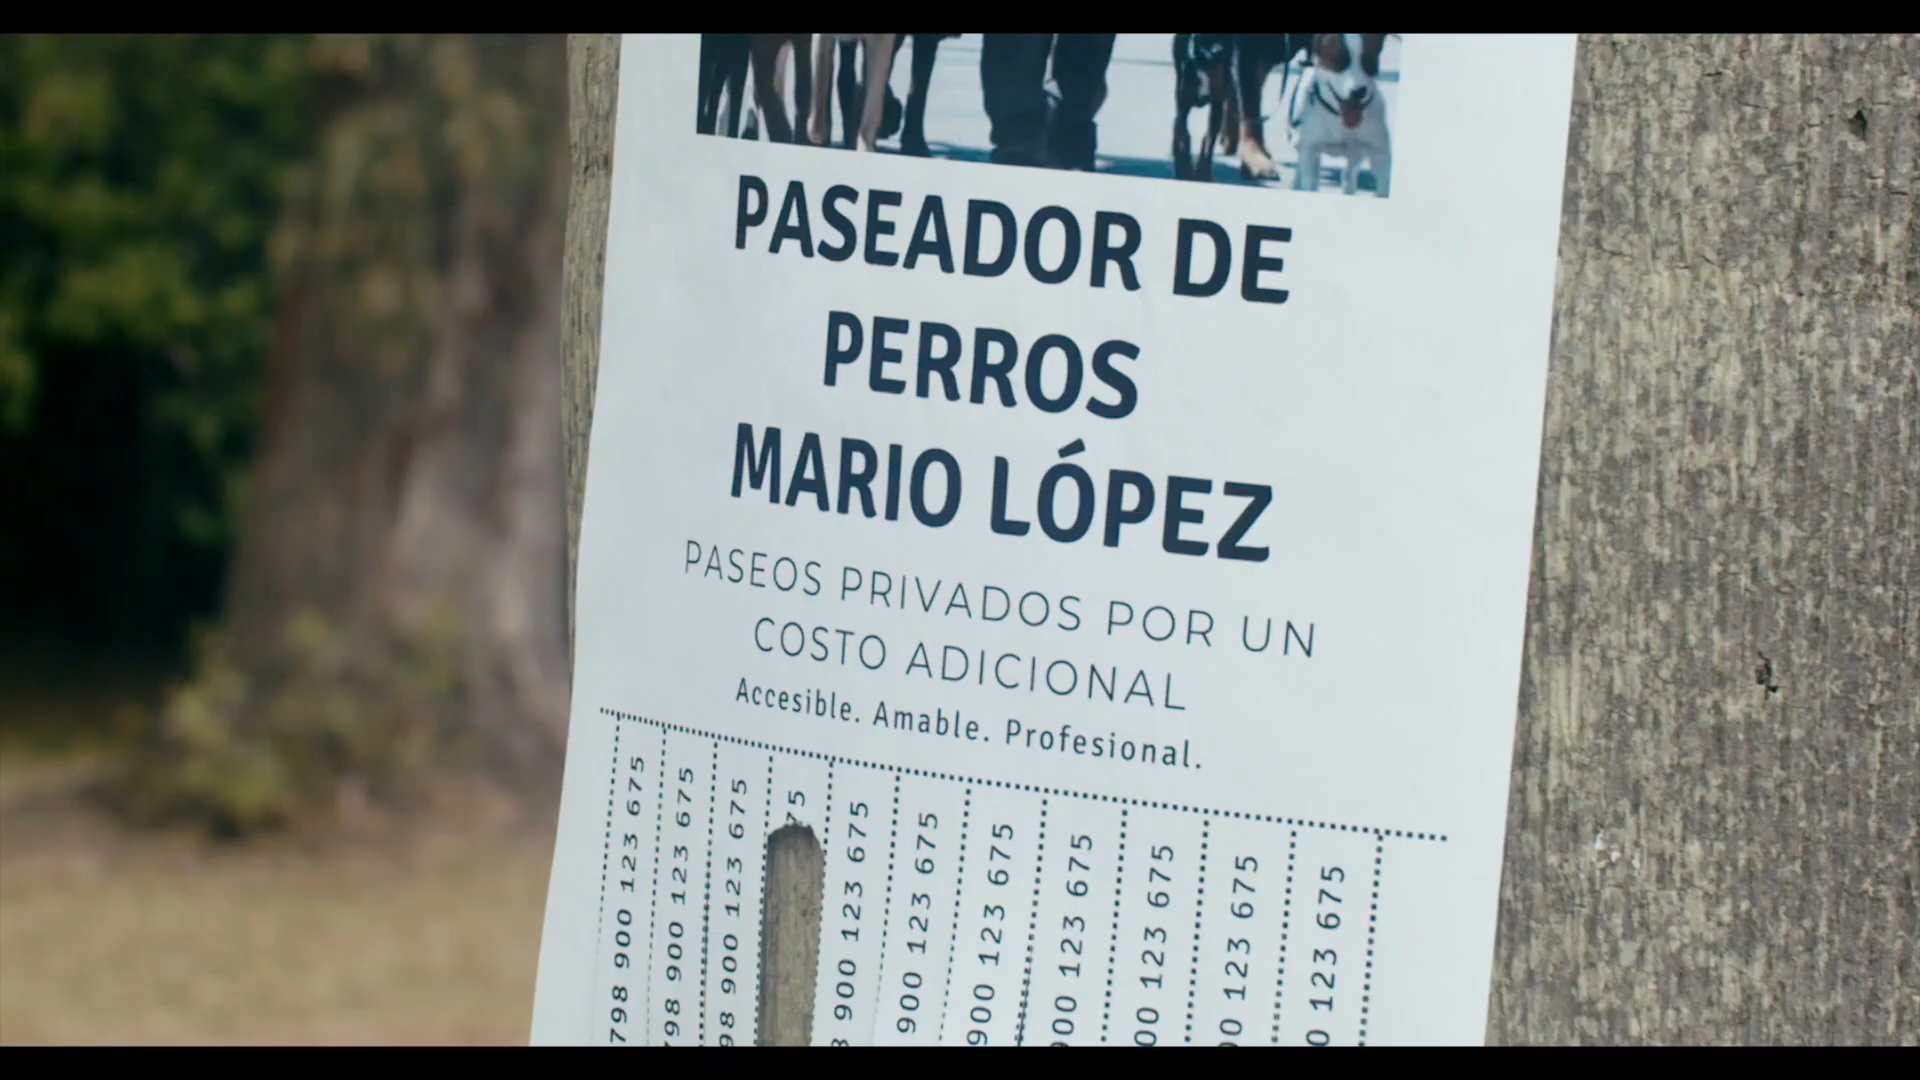 PASEADOR DE
PERROS
MARIO LÓPEZ
PASEOS PRIVADOS POR UN
COSTO ADICIONAL
Accesible. Amable. Profesional.
798 900 123 675
798 900 123 675
98 900 123 675
75
900 123 675
900 123 675
900 123 675
900 123 675
00 123 675
0 123 675
0 123 675